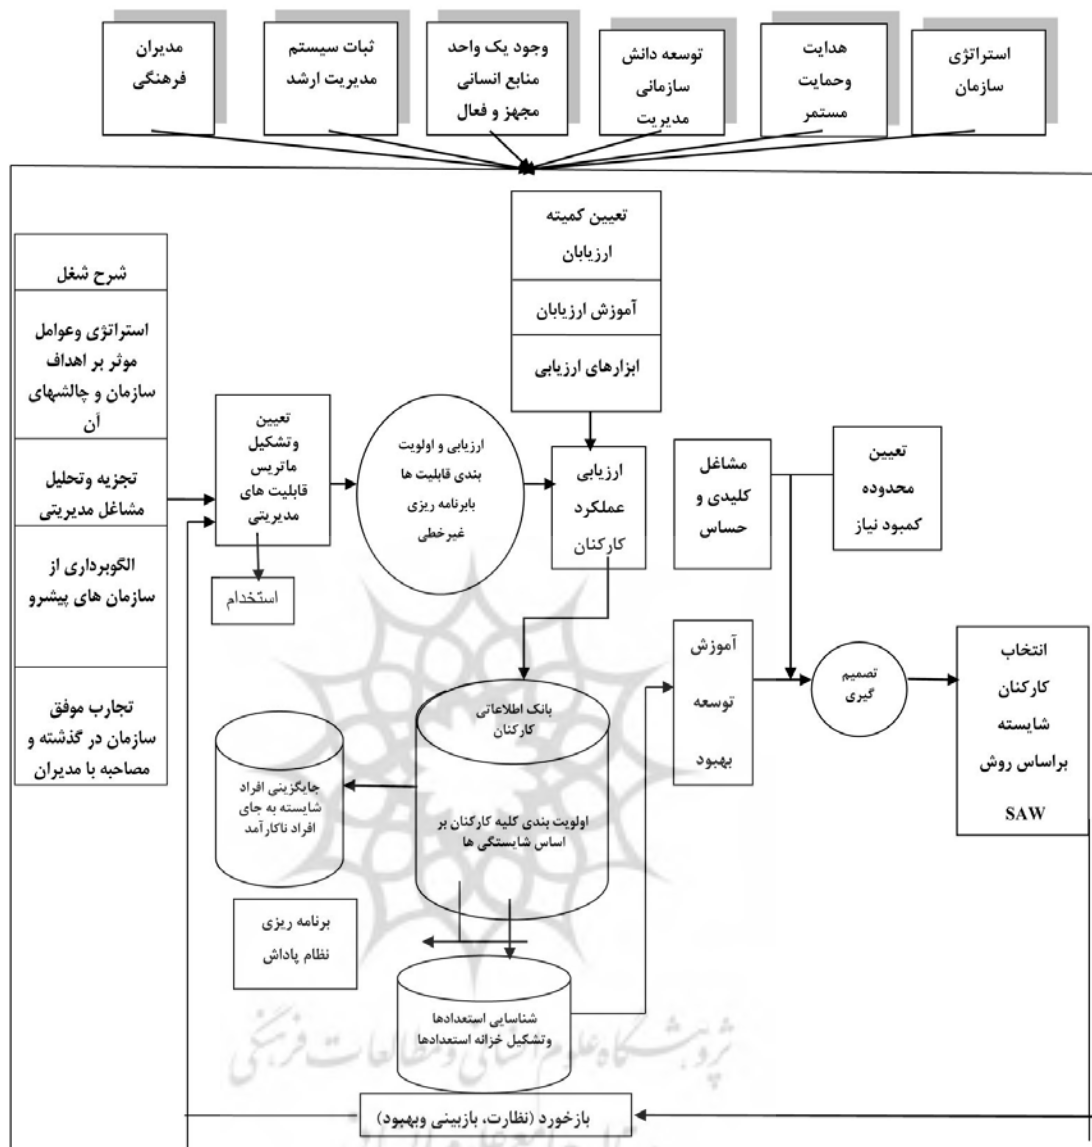 استراتژی
سازمان
هدایت
وحمایت
مستمر
توسعه دانش
سازمانی
مدیریت
وجود یک واحد
منابع انسانی
مجهز و فعال
ثبات سیستم
مدیریت ارشد
مدیران
فرهنگی
تعیین کمیته
ارزیابان
آموزش ارزیابان
ابزارهای ارزیابی
شرح شغل
استراتژی وعوامل
موثر بر اهداف
سازمان و چالشهای
آن
تجزیه وتحلیل
مشاغل مدیریتی
الگوبرداری از
سازمان های پیشرو
تجارب موفق
سازمان در گذشته و
مصاحبه با مدیران
تعیین
وتشکیل
ماتریس
قابلیت های
مدیریتی
استخدام
ارزیابی و اولویت
بندی قابلیت ها
بابرنامه ریزی
غیرخطی
ارزیابی
عملکرد
کارکنان
مشاغل
کلیدی و
حساس
تعیین
محدوده
کمبود نیاز
بانک اطلاعاتی
کارکنان
اولویت بندی کلیه کارکنان بر
اساس شایستگی ها
جایگزینی افراد
شایسته به جای
افراد ناکارآمد
برنامه ریزی
نظام پاداش
شناسایی استعدادها
وتشکیل خزانه استعدادها
آموزش
توسعه
بهبود
تصمیم
گیری
انتخاب
کارکنان
شایسته
براساس روش
SAW
بازخورد (نظارت، بازبینی وبهبود)
پژوهشگاه علوم انسانی و مطالعات فرهنگی